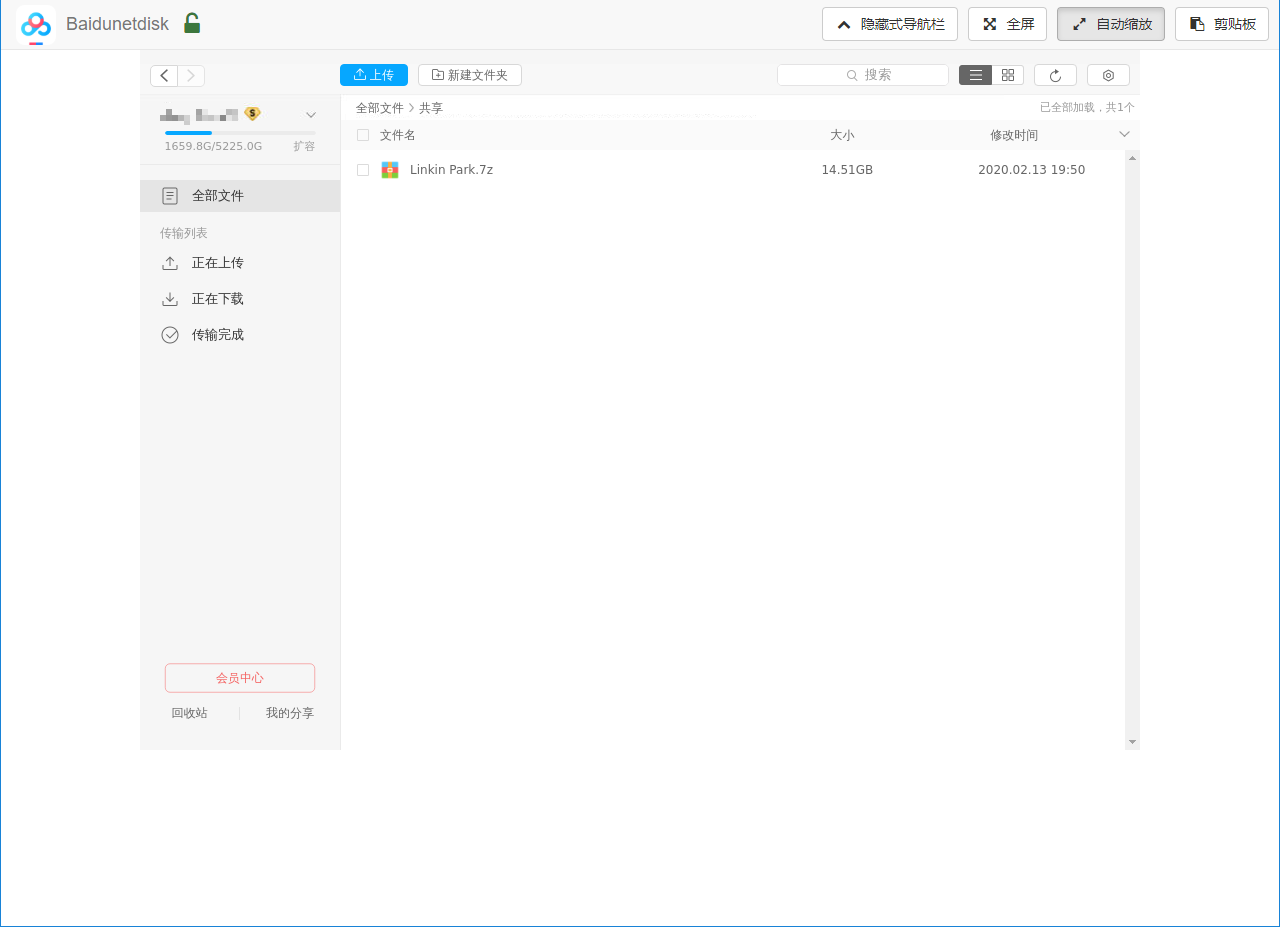 Baidunetdisk 隐藏式导航栏 全屏 自动缩放 剪贴板
上传 新建文件夹 搜索
全部文件 > 共享 已全部加载，共1个
1659.8G/5225.0G 扩容
文件名 大小 修改时间
Linkin Park.7z 14.51GB 2020.02.13 19:50
全部文件
传输列表
正在上传
正在下载
传输完成
会员中心
回收站 我的分享